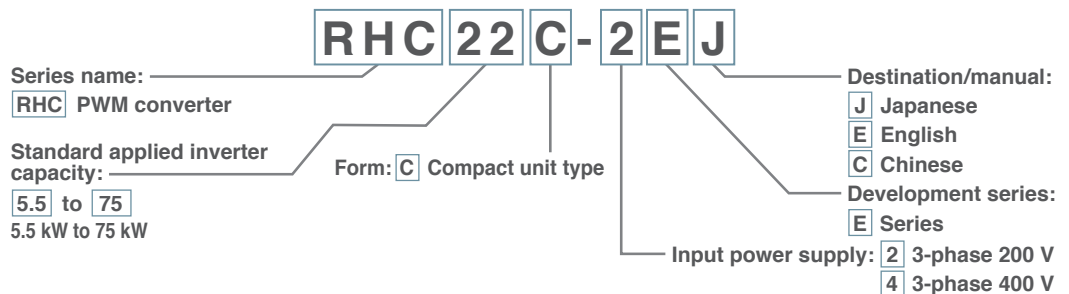 RHC22C-2EJ
Series name:
RHC PWM converter
Standard applied inverter
capacity:
5.5 to 75
5.5 kW to 75 kW
Form: C Compact unit type
Destination/manual:
J Japanese
E English
C Chinese
Development series:
E Series
Input power supply: 2 3-phase 200 V
4 3-phase 400 V